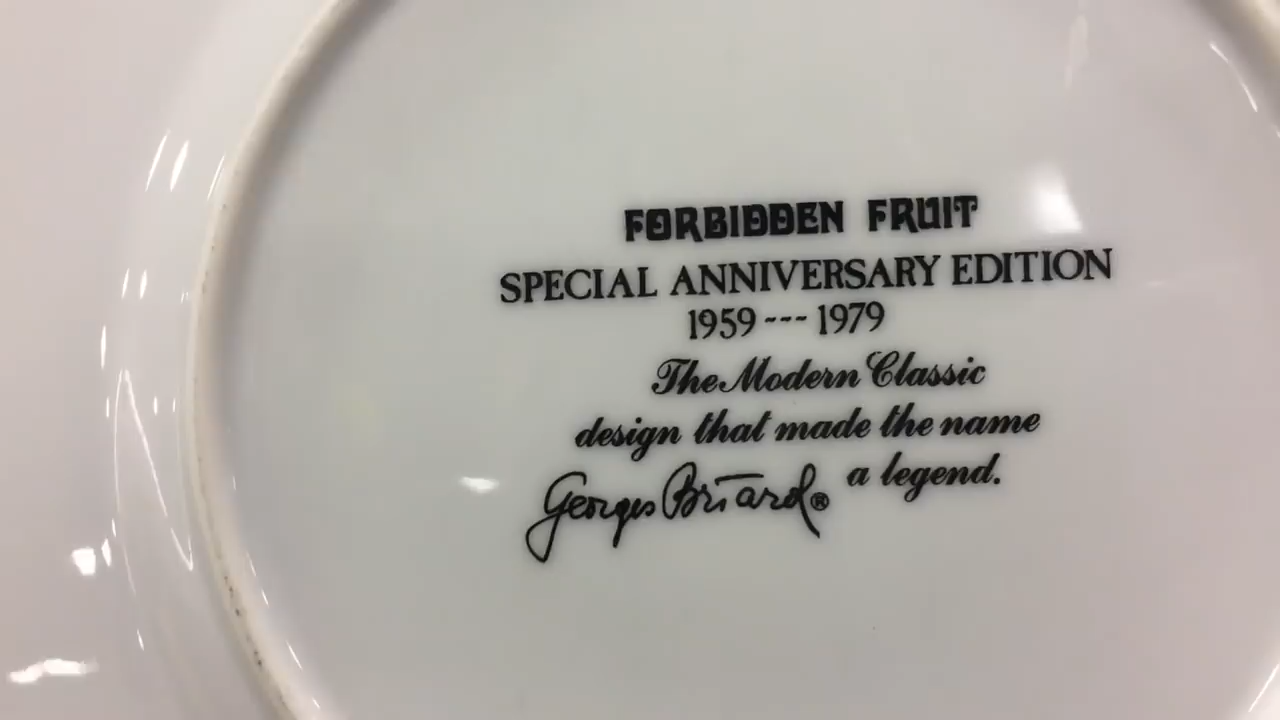 FORBIDDEN FRUIT
SPECIAL ANNIVERSARY EDITION
1959 --- 1979
The Modern Classic
design that made the name
Georges Briard® a legend.